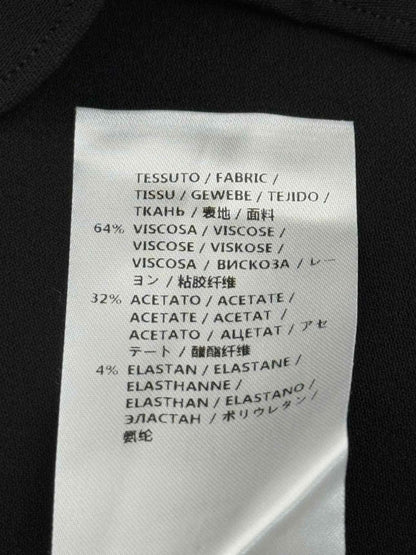 TESSUTO / FABRIC /
TISSU / GEWEBE / TEJIDO /
ТКАНЬ / 表地 / 面料
64% VISCOSA / VISCOSE /
VISCOSE / VISKOSE /
VISCOSA / ВИСКОЗА / レー
ヨン / 粘胶纤维
32% ACETATO / ACETATE /
ACETATE / ACETAT /
ACETATO / АЦЕТАТ / アセ
テート / 醋酯纤维
4% ELASTAN / ELASTANE /
ELASTHANNE /
ELASTHAN / ELASTANO /
ЭЛАСТАН / ポリウレタン /
氨纶